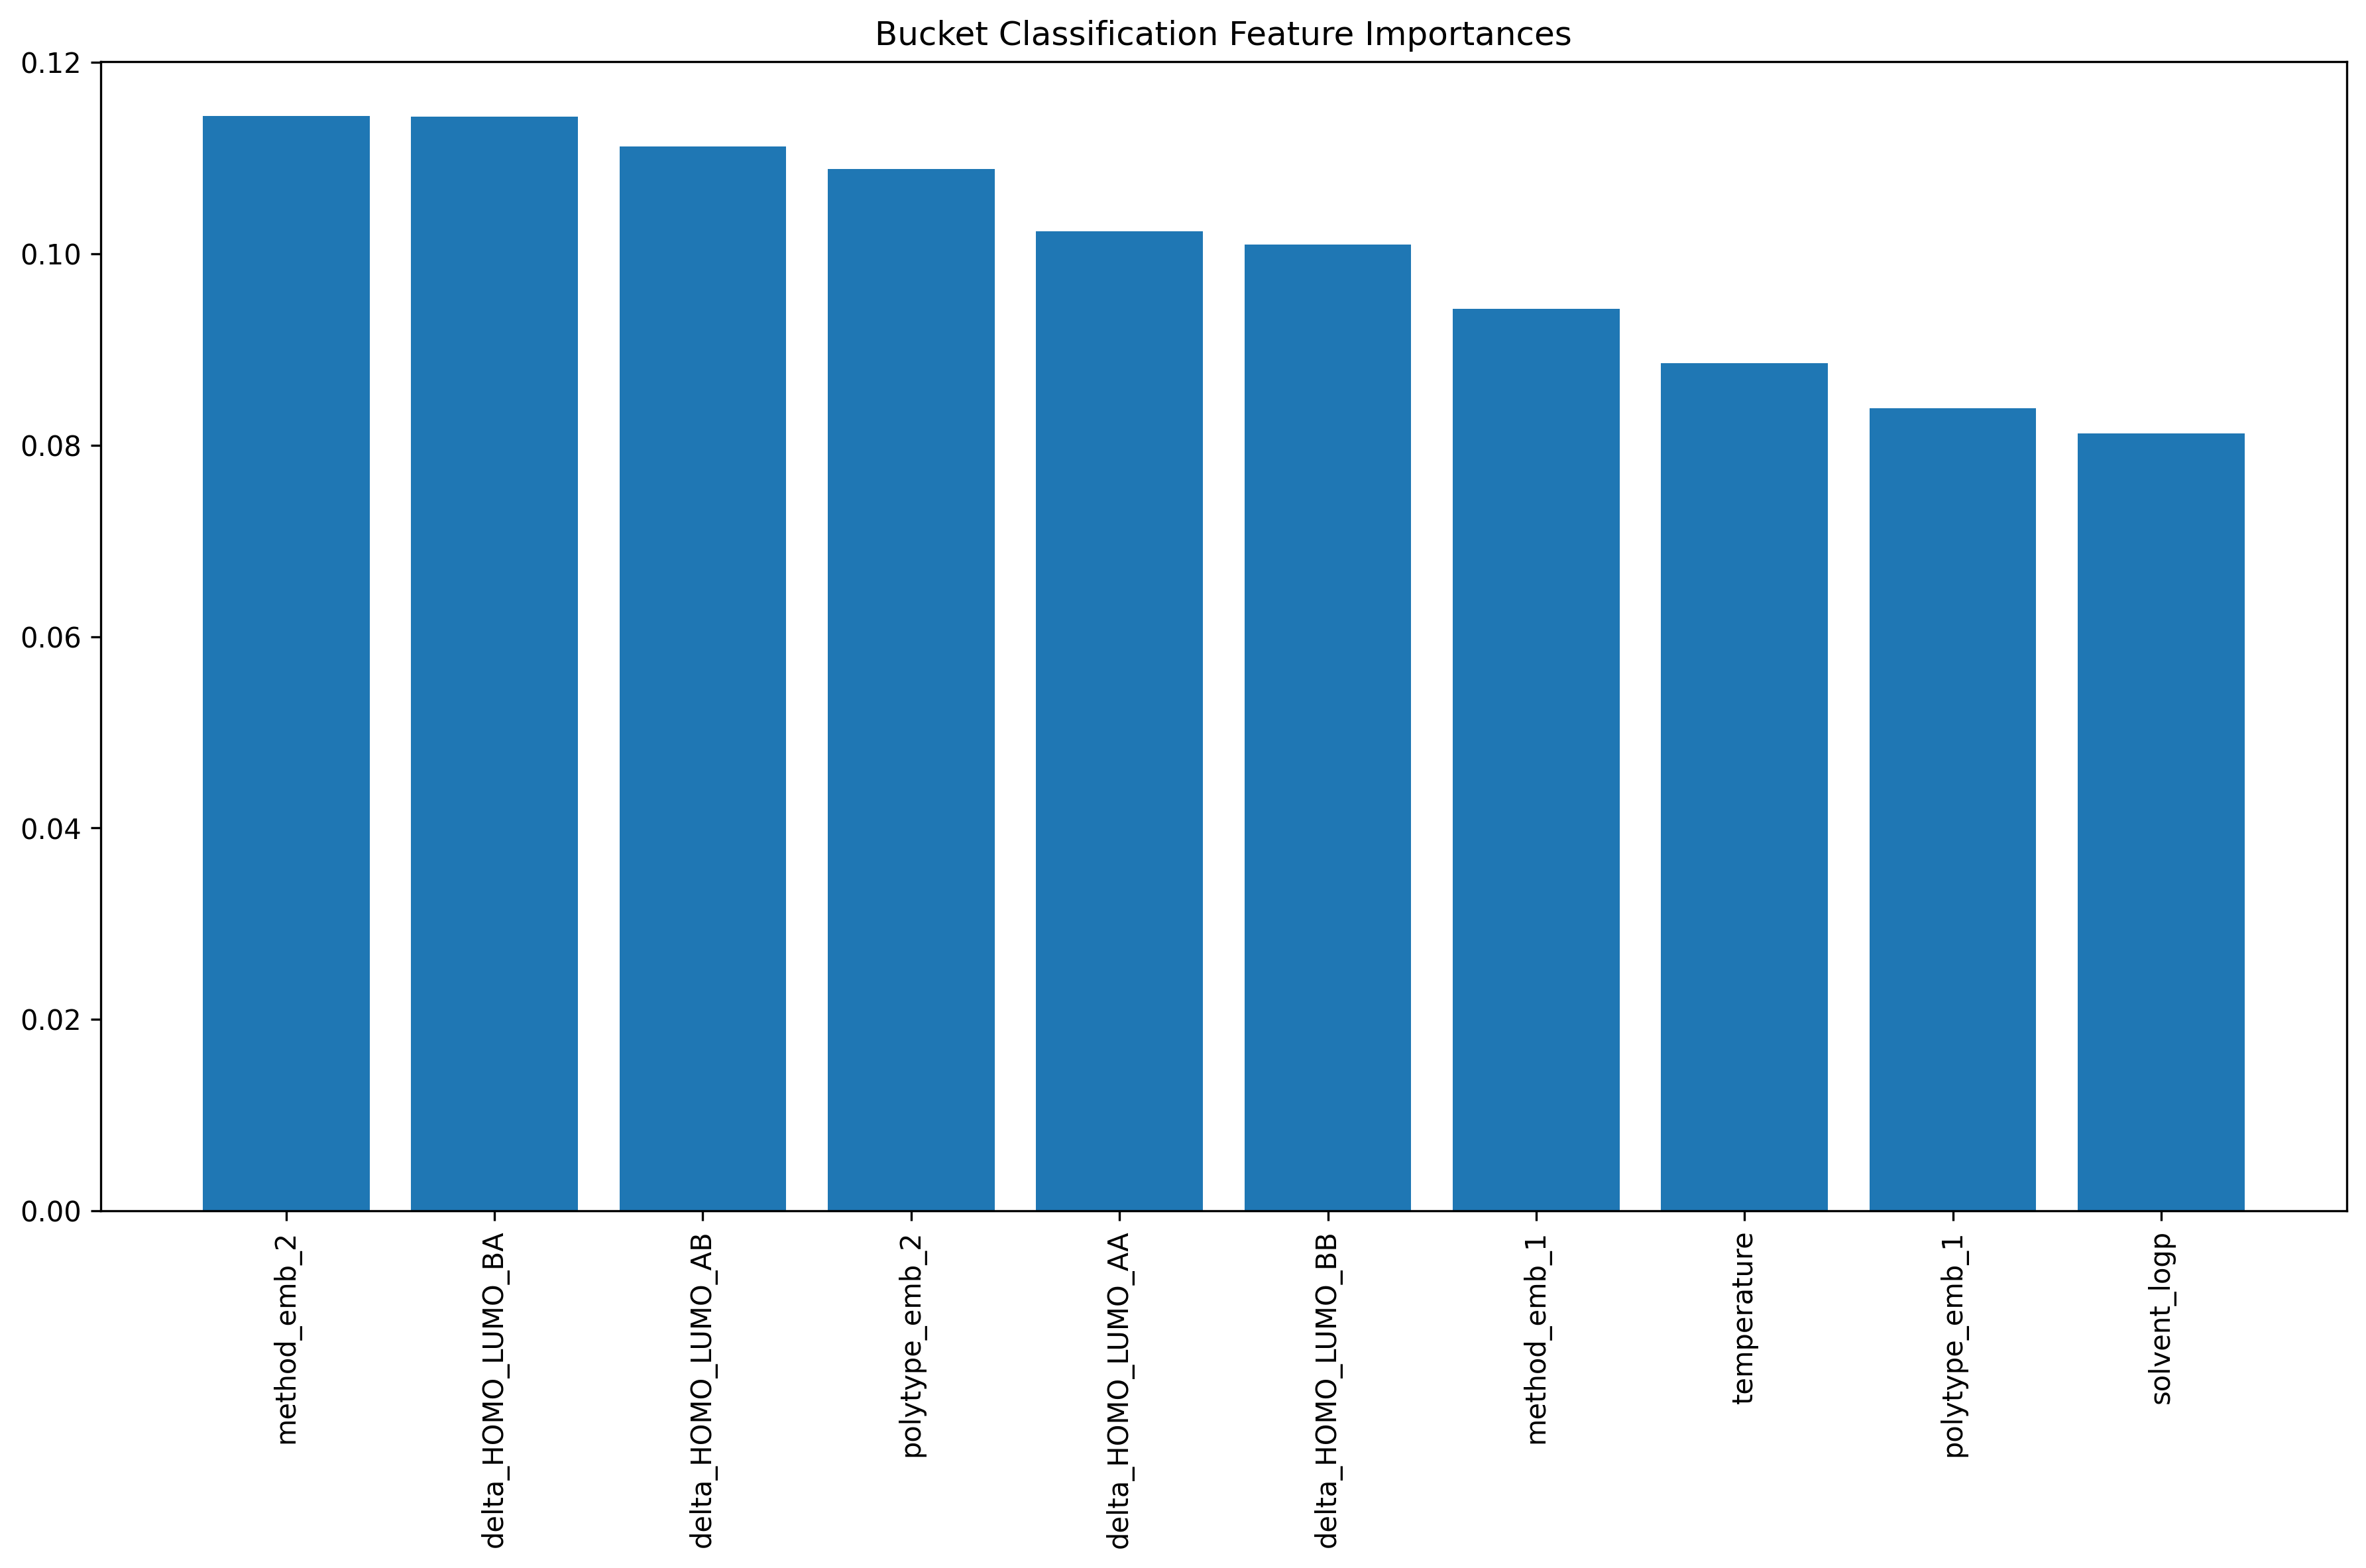 Bucket Classification Feature Importances
0.12
0.10
0.08
0.06
0.04
0.02
0.00
method_emb_2
delta_HOMO_LUMO_BA
delta_HOMO_LUMO_AB
polytype_emb_2
delta_HOMO_LUMO_AA
delta_HOMO_LUMO_BB
method_emb_1
temperature
polytype_emb_1
solvent_logp